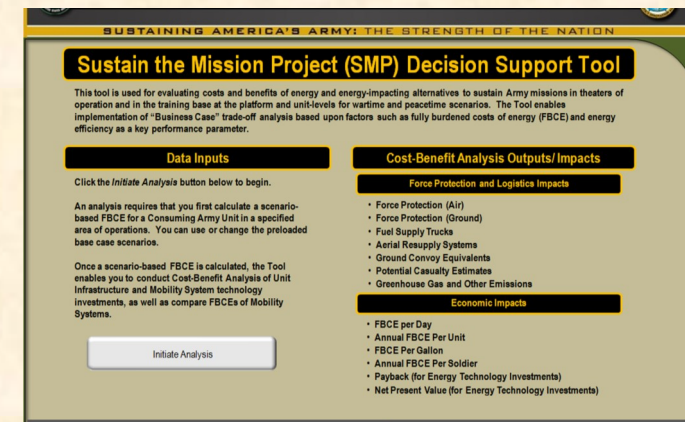 SUSTAINING AMERICA'S ARMY: THE STRENGTH OF THE NATION
Sustain the Mission Project (SMP) Decision Support Tool
This tool is used for evaluating costs and benefits of energy and energy-impacting alternatives to sustain Army missions in theaters of
operation and in the training base at the platform and unit-levels for wartime and peacetime scenarios. The Tool enables
implementation of “Business Case” trade-off analysis based upon factors such as fully burdened costs of energy (FBCE) and energy
efficiency as a key performance parameter.
Data Inputs
Click the Initiate Analysis button below to begin.
An analysis requires that you first calculate a scenario-
based FBCE for a Consuming Army Unit in a specified
area of operations. You can use or change the preloaded
base case scenarios.
Once a scenario-based FBCE is calculated, the Tool
enables you to conduct Cost-Benefit Analysis of Unit
Infrastructure and Mobility System technology
investments, as well as compare FBCEs of Mobility
Systems.
Initiate Analysis
Cost-Benefit Analysis Outputs/ Impacts
Force Protection and Logistics Impacts
• Force Protection (Air)
• Force Protection (Ground)
• Fuel Supply Trucks
• Aerial Resupply Systems
• Ground Convoy Equivalents
• Potential Casualty Estimates
• Greenhouse Gas and Other Emissions
Economic Impacts
• FBCE per Day
• Annual FBCE Per Unit
• FBCE Per Gallon
• Annual FBCE Per Soldier
• Payback (for Energy Technology Investments)
• Net Present Value (for Energy Technology Investments)